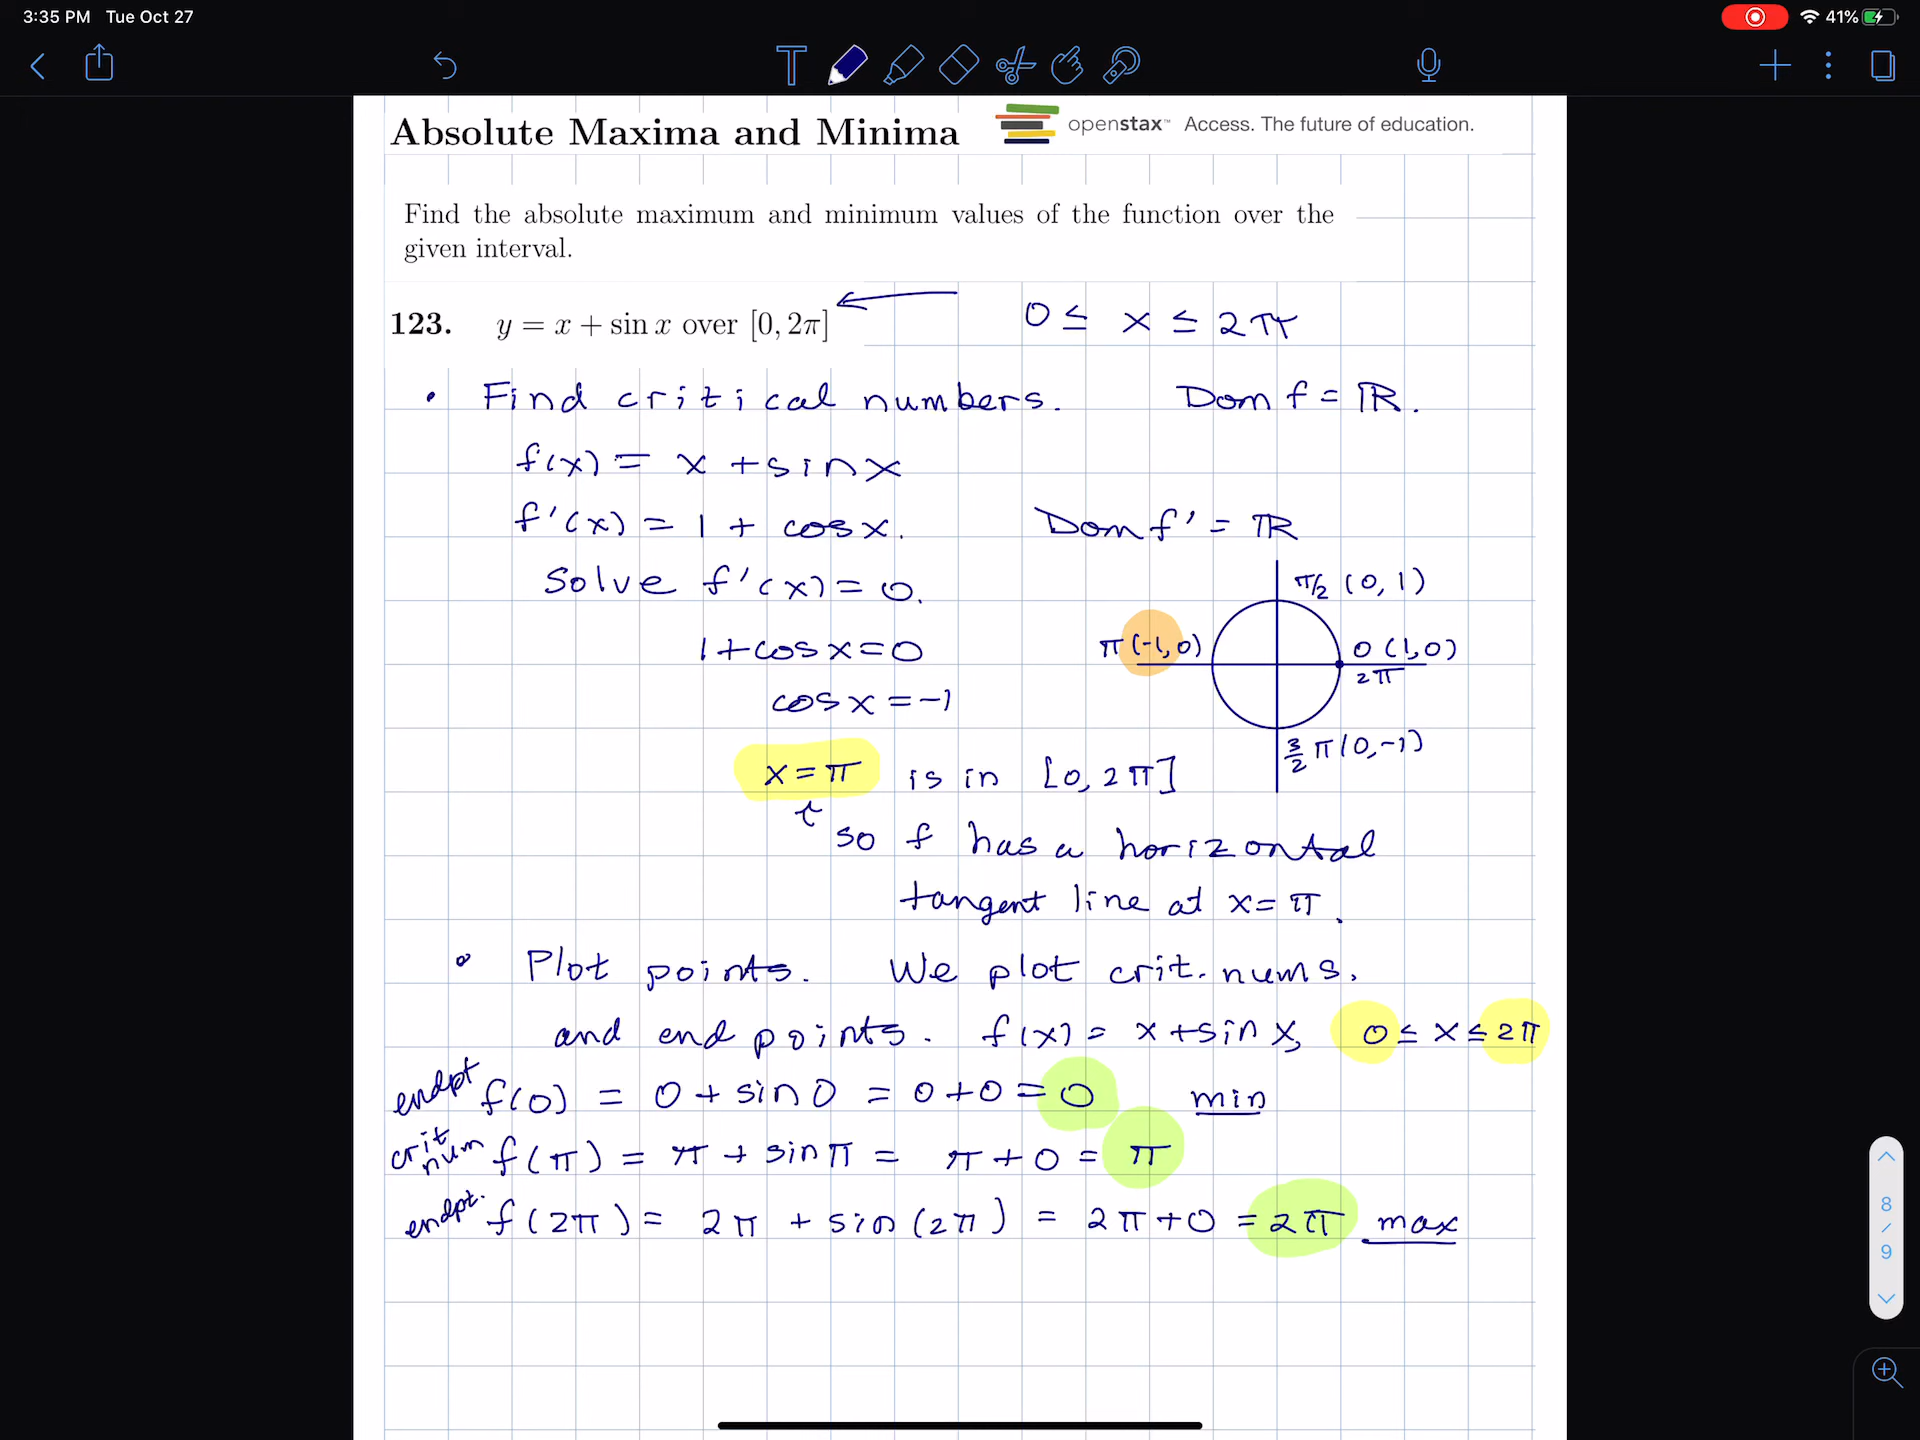 3:35 PM Tue Oct 27
41%
Absolute Maxima and Minima
openstax™ Access. The future of education.
Find the absolute maximum and minimum values of the function over the
given interval.
123. y = x + sin x over [0, 2π]
0 ≤ x ≤ 2π
• Find critical numbers. Dom f = ℝ.
f(x) = x + sin x
f'(x) = 1 + cos x. Dom f' = ℝ
Solve f'(x) = 0.
π/2 (0, 1)
1 + cos x = 0
π (-1, 0)
0 (1, 0)
2π
cos x = -1
3/2 π (0, -1)
x = π is in [0, 2π]
so f has a horizontal
tangent line at x = π.
• Plot points. We plot crit. nums.
and end points. f(x) = x + sin x, 0 ≤ x ≤ 2π
endpt f(0) = 0 + sin 0 = 0 + 0 = 0 min
crit num f(π) = π + sin π = π + 0 = π
endpt. f(2π) = 2π + sin(2π) = 2π + 0 = 2π max
8
/
9